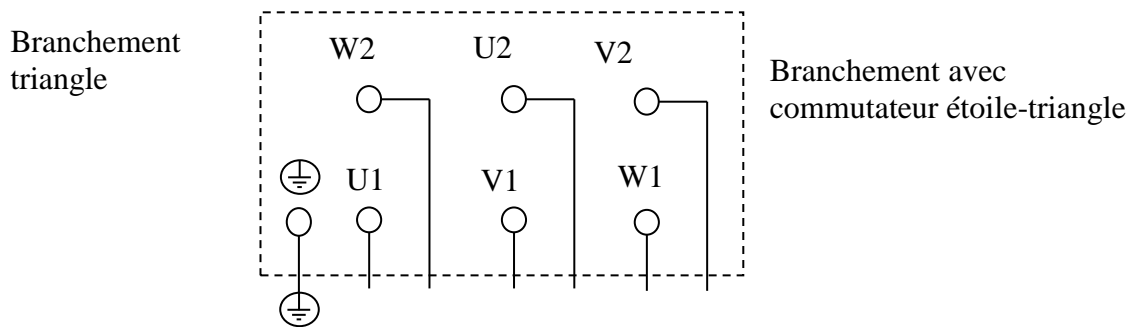 Branchement
triangle
W2 U2 V2
Branchement avec
commutateur étoile-triangle
U1 V1 W1